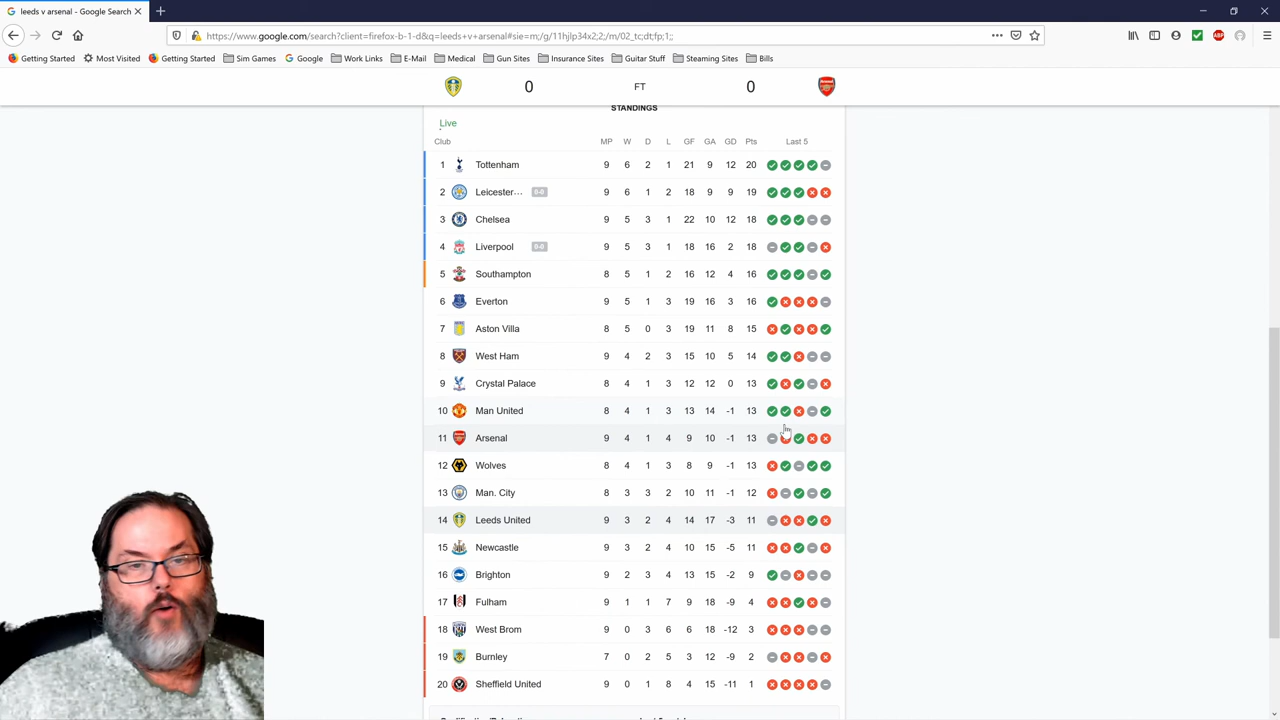 leeds v arsenal - Google Search
https://www.google.com/search?client=firefox-b-1-d&q=leeds+v+arsenal#sie=m;/g/11hjlp34x2;2;/m/02_tc;dt;fp;1;;
Getting Started Most Visited Getting Started Sim Games Google Work Links E-Mail Medical Gun Sites Insurance Sites Guitar Stuff Steaming Sites Bills
0 FT 0
STANDINGS
Live
Club MP W D L GF GA GD Pts Last 5
1 Tottenham 9 6 2 1 21 9 12 20
2 Leicester... 0-0 9 6 1 2 18 9 9 19
3 Chelsea 9 5 3 1 22 10 12 18
4 Liverpool 0-0 9 5 3 1 18 16 2 18
5 Southampton 8 5 1 2 16 12 4 16
6 Everton 9 5 1 3 19 16 3 16
7 Aston Villa 8 5 0 3 19 11 8 15
8 West Ham 9 4 2 3 15 10 5 14
9 Crystal Palace 8 4 1 3 12 12 0 13
10 Man United 8 4 1 3 13 14 -1 13
11 Arsenal 9 4 1 4 9 10 -1 13
12 Wolves 8 4 1 3 8 9 -1 13
13 Man. City 8 3 3 2 10 11 -1 12
14 Leeds United 9 3 2 4 14 17 -3 11
15 Newcastle 9 3 2 4 10 15 -5 11
16 Brighton 9 2 3 4 13 15 -2 9
17 Fulham 9 1 1 7 9 18 -9 4
18 West Brom 9 0 3 6 6 18 -12 3
19 Burnley 7 0 2 5 3 12 -9 2
20 Sheffield United 9 0 1 8 4 15 -11 1